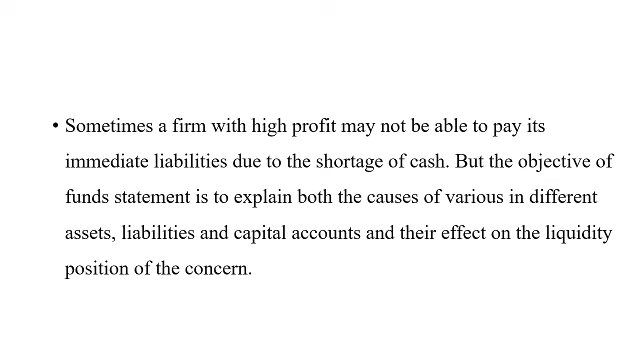 • Sometimes a firm with high profit may not be able to pay its
immediate liabilities due to the shortage of cash. But the objective of
funds statement is to explain both the causes of various in different
assets, liabilities and capital accounts and their effect on the liquidity
position of the concern.